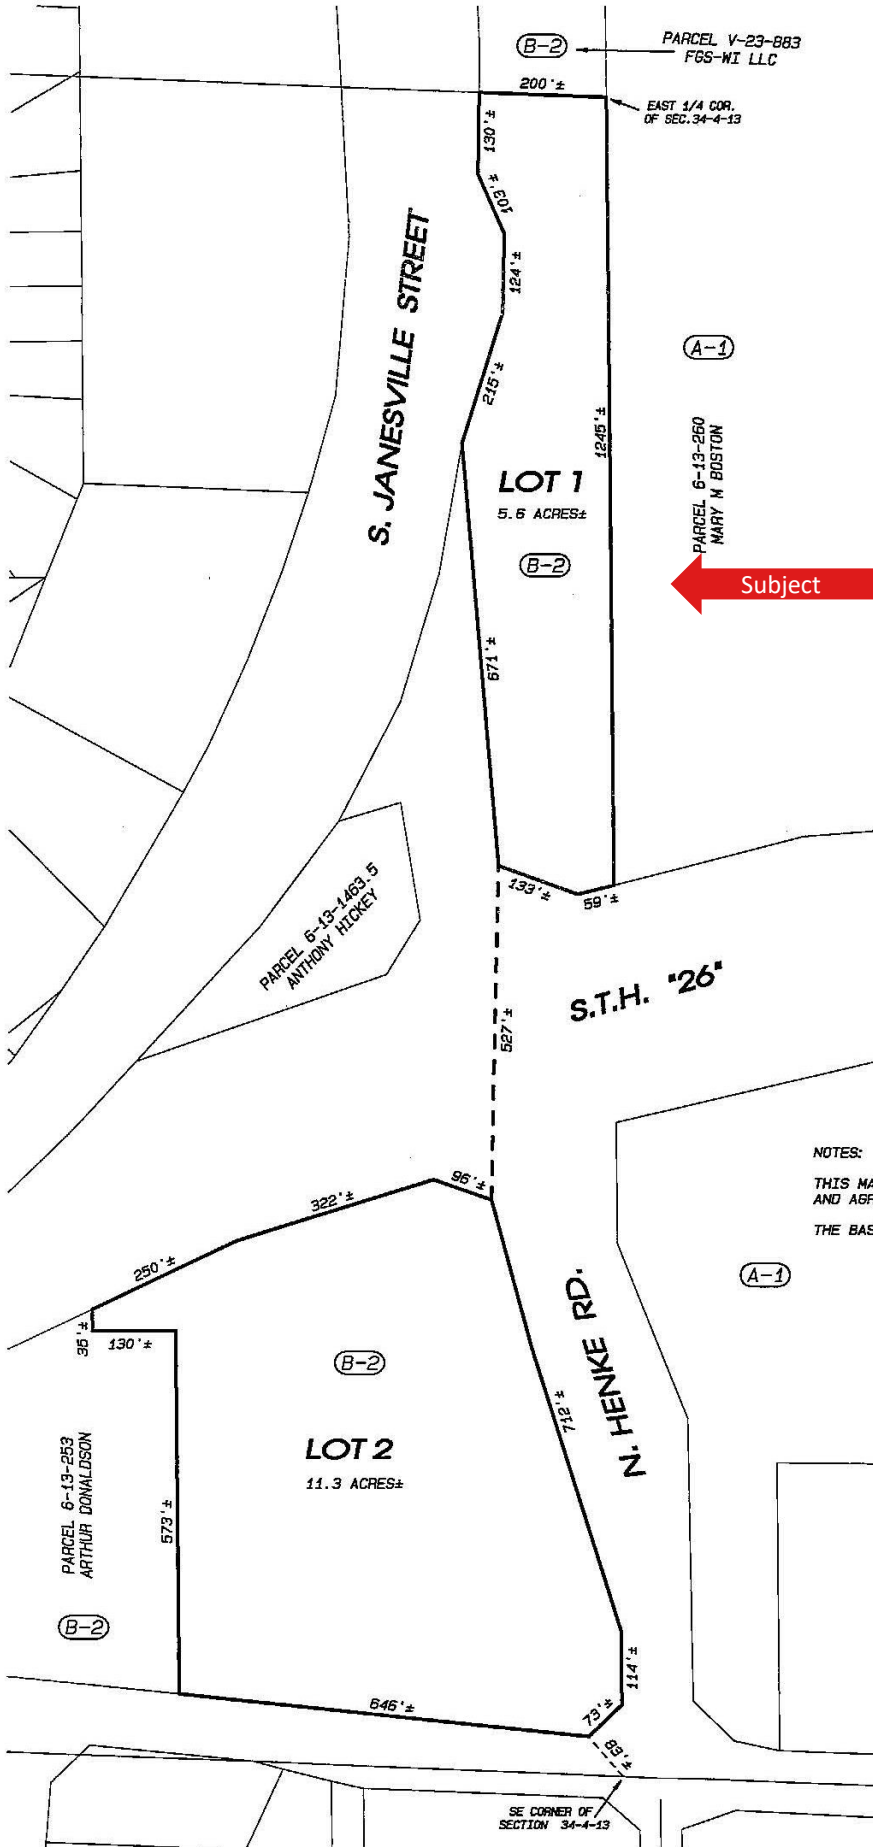 B-2
PARCEL V-23-883
FGS-WI LLC
200'±
EAST 1/4 COR.
OF SEC.34-4-13
130'±
103'±
124'±
S. JANESVILLE STREET
215'±
A-1
1245'±
PARCEL 6-13-260
MARY M BOSTON
LOT 1
5.6 ACRES±
B-2
Subject
671'±
133'±
59'±
PARCEL 6-13-1463.5
ANTHONY HICKEY
S.T.H. "26"
527'±
NOTES:
THIS MA
AND AGR
THE BAS
96'±
322'±
250'±
A-1
35'±
130'±
B-2
N. HENKE RD.
712'±
LOT 2
11.3 ACRES±
PARCEL 6-13-253
ARTHUR DONALDSON
573'±
B-2
114'±
646'±
73'±
83'±
SE CORNER OF
SECTION 34-4-13